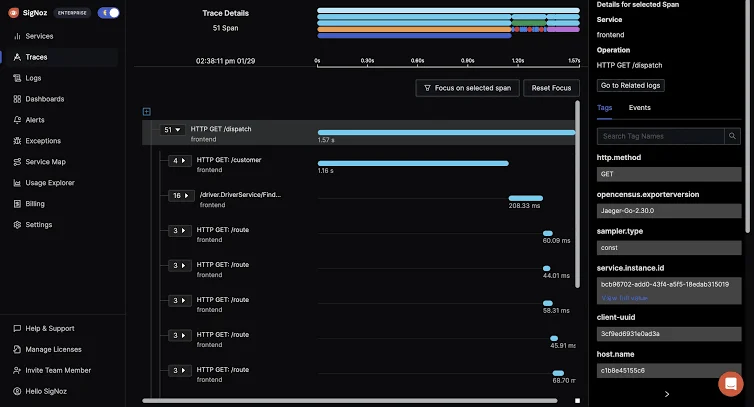 SigNoz
ENTERPRISE
Services
Traces
Logs
Dashboards
Alerts
Exceptions
Service Map
Usage Explorer
Billing
Settings
Help & Support
Manage Licenses
Invite Team Member
Hello SigNoz
Trace Details
51 Span
02:38:11 pm 01/29
0s
0.40s
0.80s
1.20s
1.57s
Focus on selected span
Reset Focus
51
HTTP GET /dispatch
frontend
1.57 s
4
HTTP GET: /customer
frontend
1.16 s
16
/driver.DriverService/Find...
frontend
208.33 ms
3
HTTP GET: /route
frontend
60.09 ms
3
HTTP GET: /route
frontend
44.01 ms
3
HTTP GET: /route
frontend
58.31 ms
3
HTTP GET: /route
frontend
45.91 ms
3
HTTP GET: /route
frontend
68.70 m
Details for selected Span
Service
frontend
Operation
HTTP GET /dispatch
Go to Related logs
Tags
Events
Search Tag Names
http.method
GET
opencensus.exporterversion
Jaeger-Go-2.30.0
sampler.type
const
service.instance.id
bcb96702-add0-43f4-a5f5-18edab315019
View full value
client-uuid
3cf9ed6931e0ad3a
host.name
c1b8e45155c6